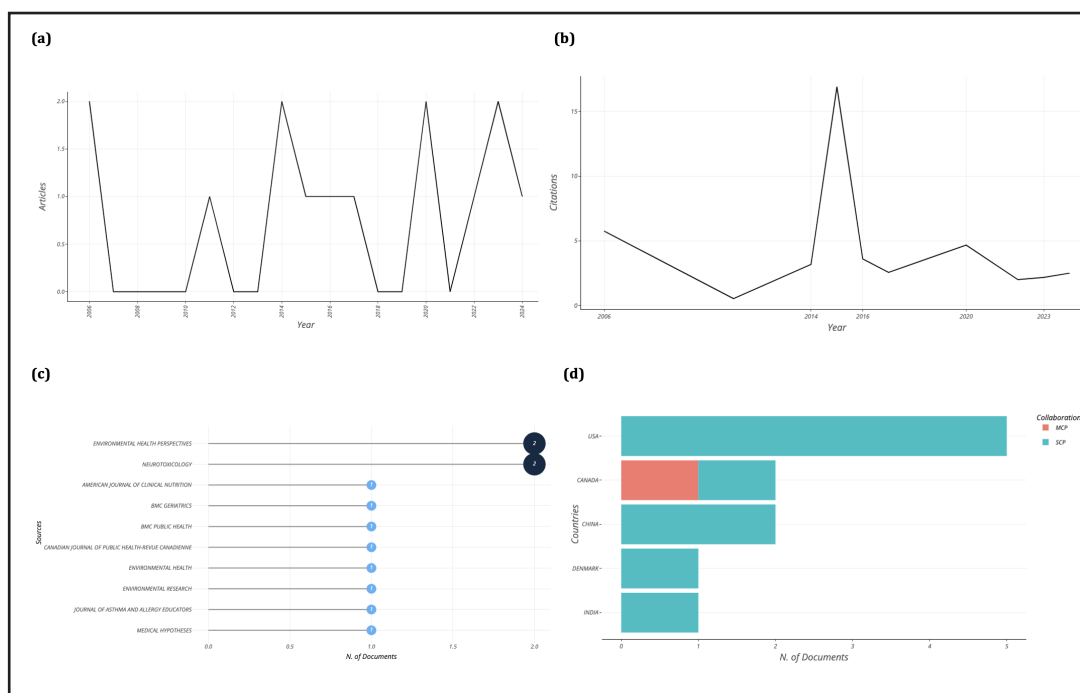 (a)
2.0
1.5
1.0
0.5
0.0
Articles
2006
2008
2010
2012
2014
2016
2018
2020
2022
2024
Year
(b)
15
10
5
0
Citations
2006
2014
2016
2020
2023
Year
(c)
ENVIRONMENTAL HEALTH PERSPECTIVES
2
NEUROTOXICOLOGY
2
AMERICAN JOURNAL OF CLINICAL NUTRITION
1
BMC GERIATRICS
1
BMC PUBLIC HEALTH
1
CANADIAN JOURNAL OF PUBLIC HEALTH-REVUE CANADIENNE
1
ENVIRONMENTAL HEALTH
1
ENVIRONMENTAL RESEARCH
1
JOURNAL OF ASTHMA AND ALLERGY EDUCATORS
1
MEDICAL HYPOTHESES
1
Sources
0.0
0.5
1.0
1.5
2.0
N. of Documents
(d)
USA
CANADA
CHINA
DENMARK
INDIA
Countries
0
1
2
3
4
5
N. of Documents
Collaboration
MCP
SCP